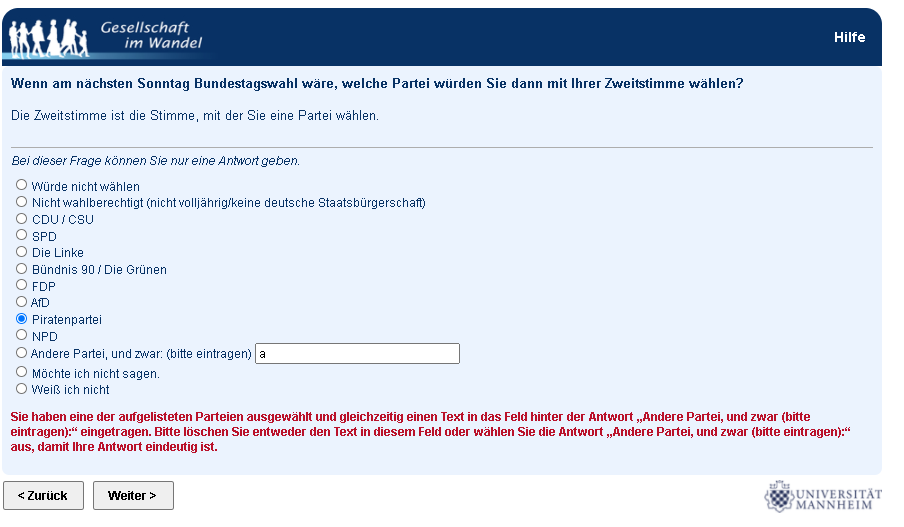 Gesellschaft
im Wandel
Hilfe
Wenn am nächsten Sonntag Bundestagswahl wäre, welche Partei würden Sie dann mit Ihrer Zweitstimme wählen?
Die Zweitstimme ist die Stimme, mit der Sie eine Partei wählen.
Bei dieser Frage können Sie nur eine Antwort geben.
Würde nicht wählen
Nicht wahlberechtigt (nicht volljährig/keine deutsche Staatsbürgerschaft)
CDU / CSU
SPD
Die Linke
Bündnis 90 / Die Grünen
FDP
AfD
Piratenpartei
NPD
Andere Partei, und zwar: (bitte eintragen) a
Möchte ich nicht sagen.
Weiß ich nicht
Sie haben eine der aufgelisteten Parteien ausgewählt und gleichzeitig einen Text in das Feld hinter der Antwort „Andere Partei, und zwar (bitte
eintragen):“ eingetragen. Bitte löschen Sie entweder den Text in diesem Feld oder wählen Sie die Antwort „Andere Partei, und zwar (bitte eintragen):“
aus, damit Ihre Antwort eindeutig ist.
< Zurück
Weiter >
UNIVERSITÄT
MANNHEIM